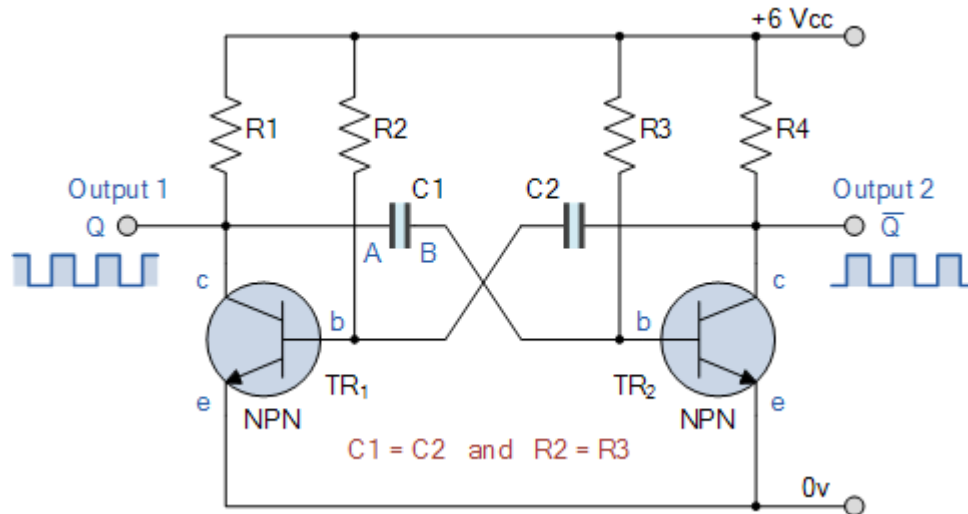 +6 Vcc
R1
R2
R3
R4
Output 1
C1
C2
Output 2
Q
A
B
Q̅
c
c
b
b
TR₁
TR₂
e
NPN
NPN
e
C1 = C2 and R2 = R3
0v